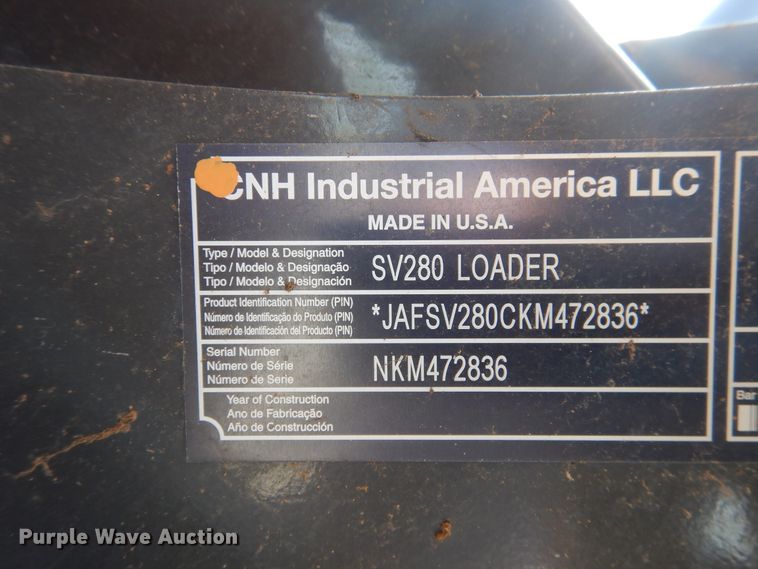 CNH Industrial America LLC
MADE IN U.S.A.
Type / Model & Designation
Tipo / Modelo & Designação
Tipo / Modelo & Designación
SV280 LOADER
Product Identification Number (PIN)
Número de Identificação do Produto (PIN)
Número de Identificación del Producto (PIN)
*JAFSV280CKM472836*
Serial Number
Número de Série
Número de Serie
NKM472836
Year of Construction
Ano de Fabricação
Año de Construcción
Bar
Purple Wave Auction